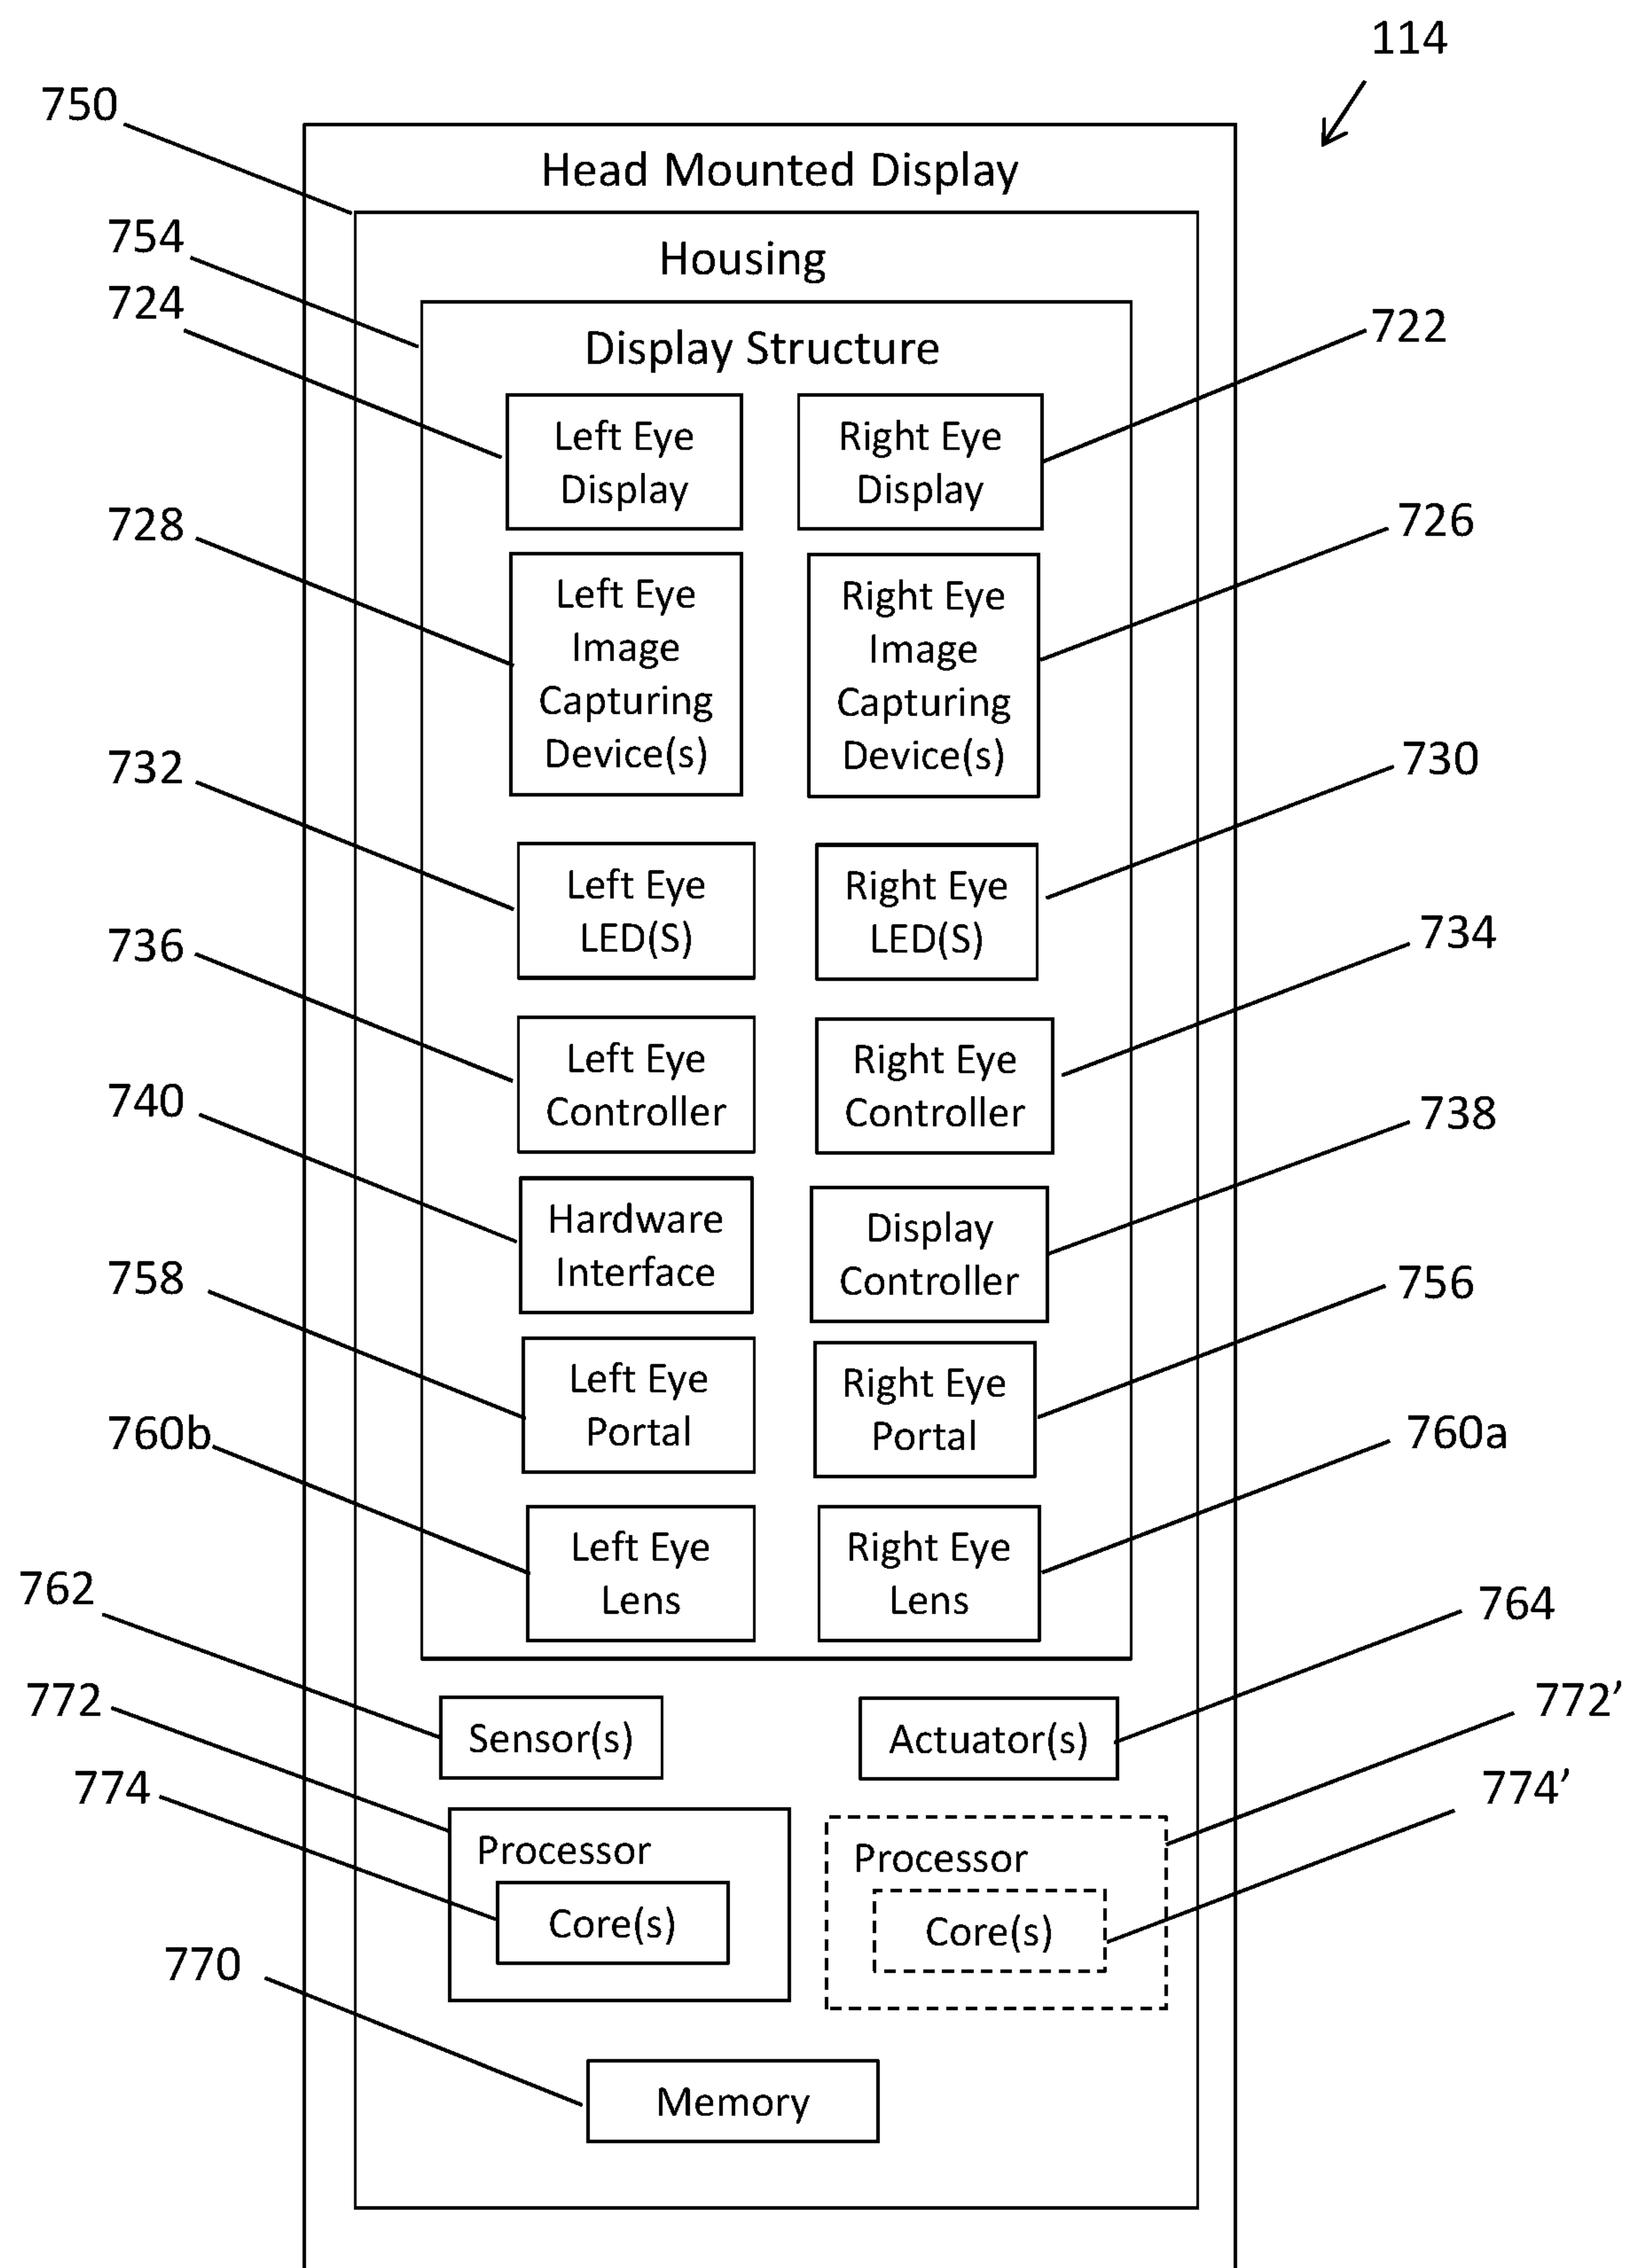 114
750
Head Mounted Display
754
Housing
724
Display Structure
722
Left Eye
Display
Right Eye
Display
728
726
Left Eye
Image
Capturing
Device(s)
Right Eye
Image
Capturing
Device(s)
732
730
Left Eye
LED(S)
Right Eye
LED(S)
736
734
Left Eye
Controller
Right Eye
Controller
740
738
Hardware
Interface
Display
Controller
758
756
Left Eye
Portal
Right Eye
Portal
760b
760a
Left Eye
Lens
Right Eye
Lens
762
764
772
772’
Sensor(s)
Actuator(s)
774
774’
Processor
Core(s)
Processor
Core(s)
770
Memory